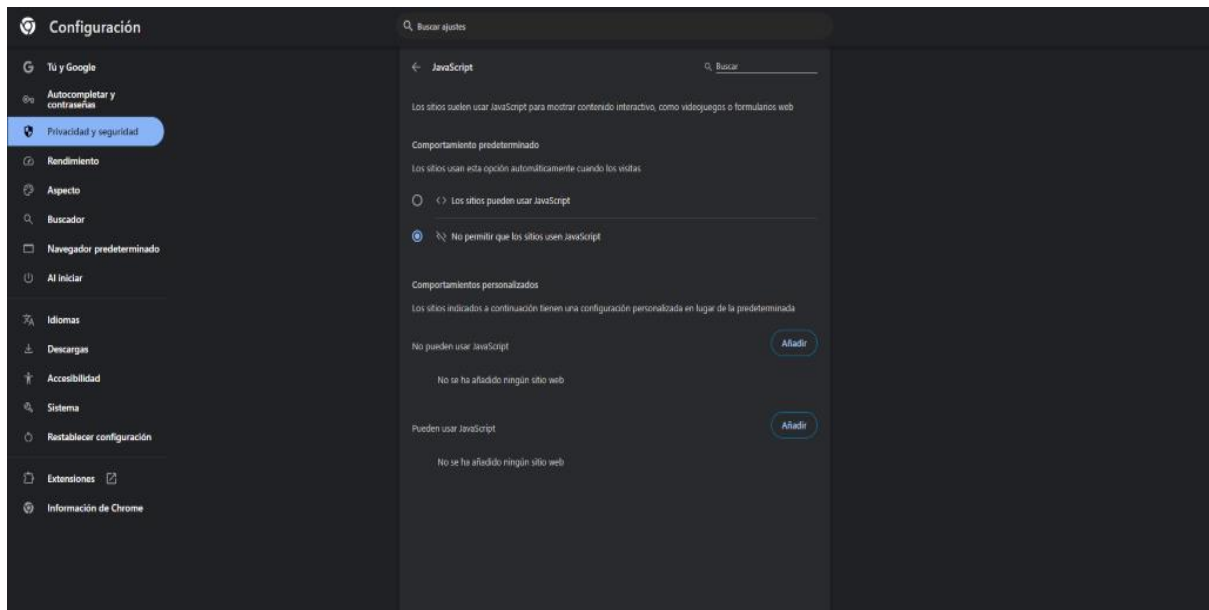 Configuración
Buscar ajustes
Tú y Google
Autocompletar y
contraseñas
Privacidad y seguridad
Rendimiento
Aspecto
Buscador
Navegador predeterminado
Al iniciar
Idiomas
Descargas
Accesibilidad
Sistema
Restablecer configuración
Extensiones
Información de Chrome
JavaScript
Buscar
Los sitios suelen usar JavaScript para mostrar contenido interactivo, como videojuegos o formularios web
Comportamiento predeterminado
Los sitios usan esta opción automáticamente cuando los visitas
Los sitios pueden usar JavaScript
No permitir que los sitios usen JavaScript
Comportamientos personalizados
Los sitios indicados a continuación tienen una configuración personalizada en lugar de la predeterminada
No pueden usar JavaScript
Añadir
No se ha añadido ningún sitio web
Pueden usar JavaScript
Añadir
No se ha añadido ningún sitio web